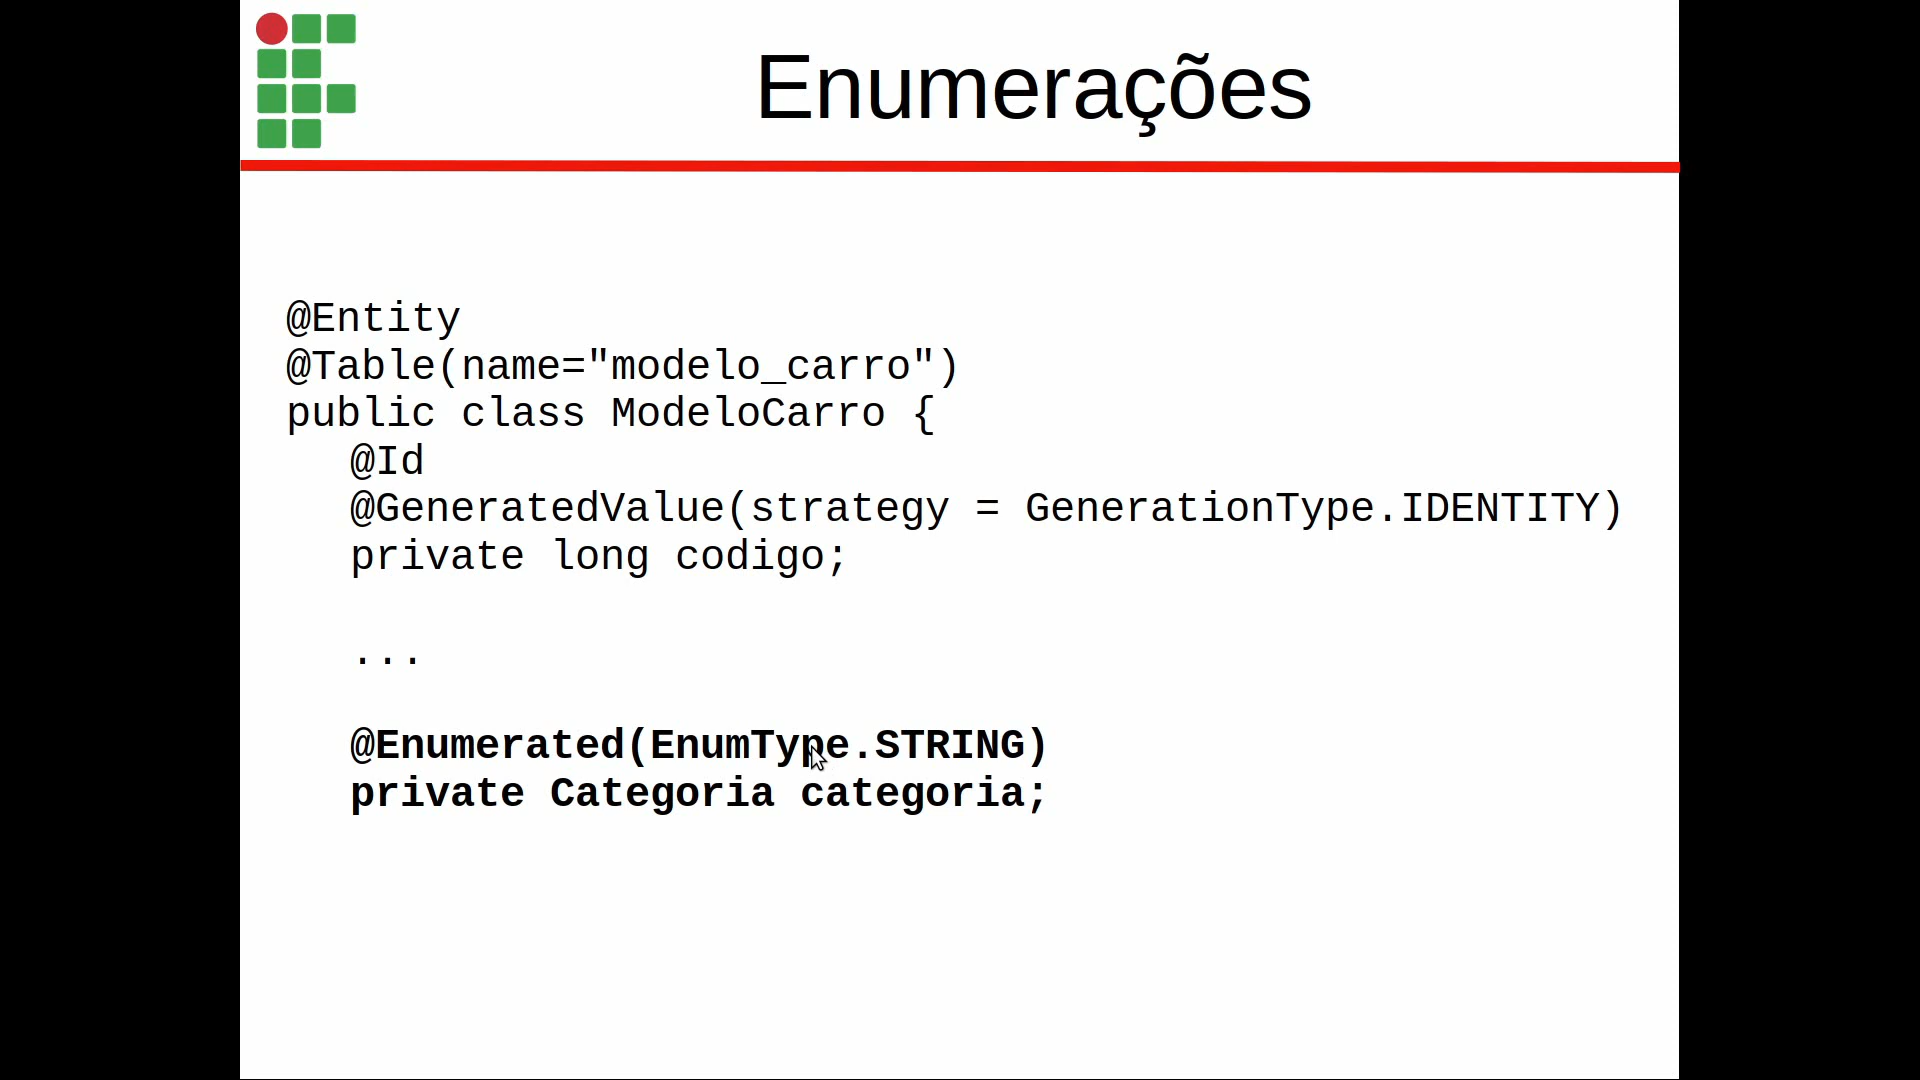 Enumerações
@Entity
@Table(name="modelo_carro")
public class ModeloCarro {
@Id
@GeneratedValue(strategy = GenerationType.IDENTITY)
private long codigo;
...
@Enumerated(EnumType.STRING)
private Categoria categoria;